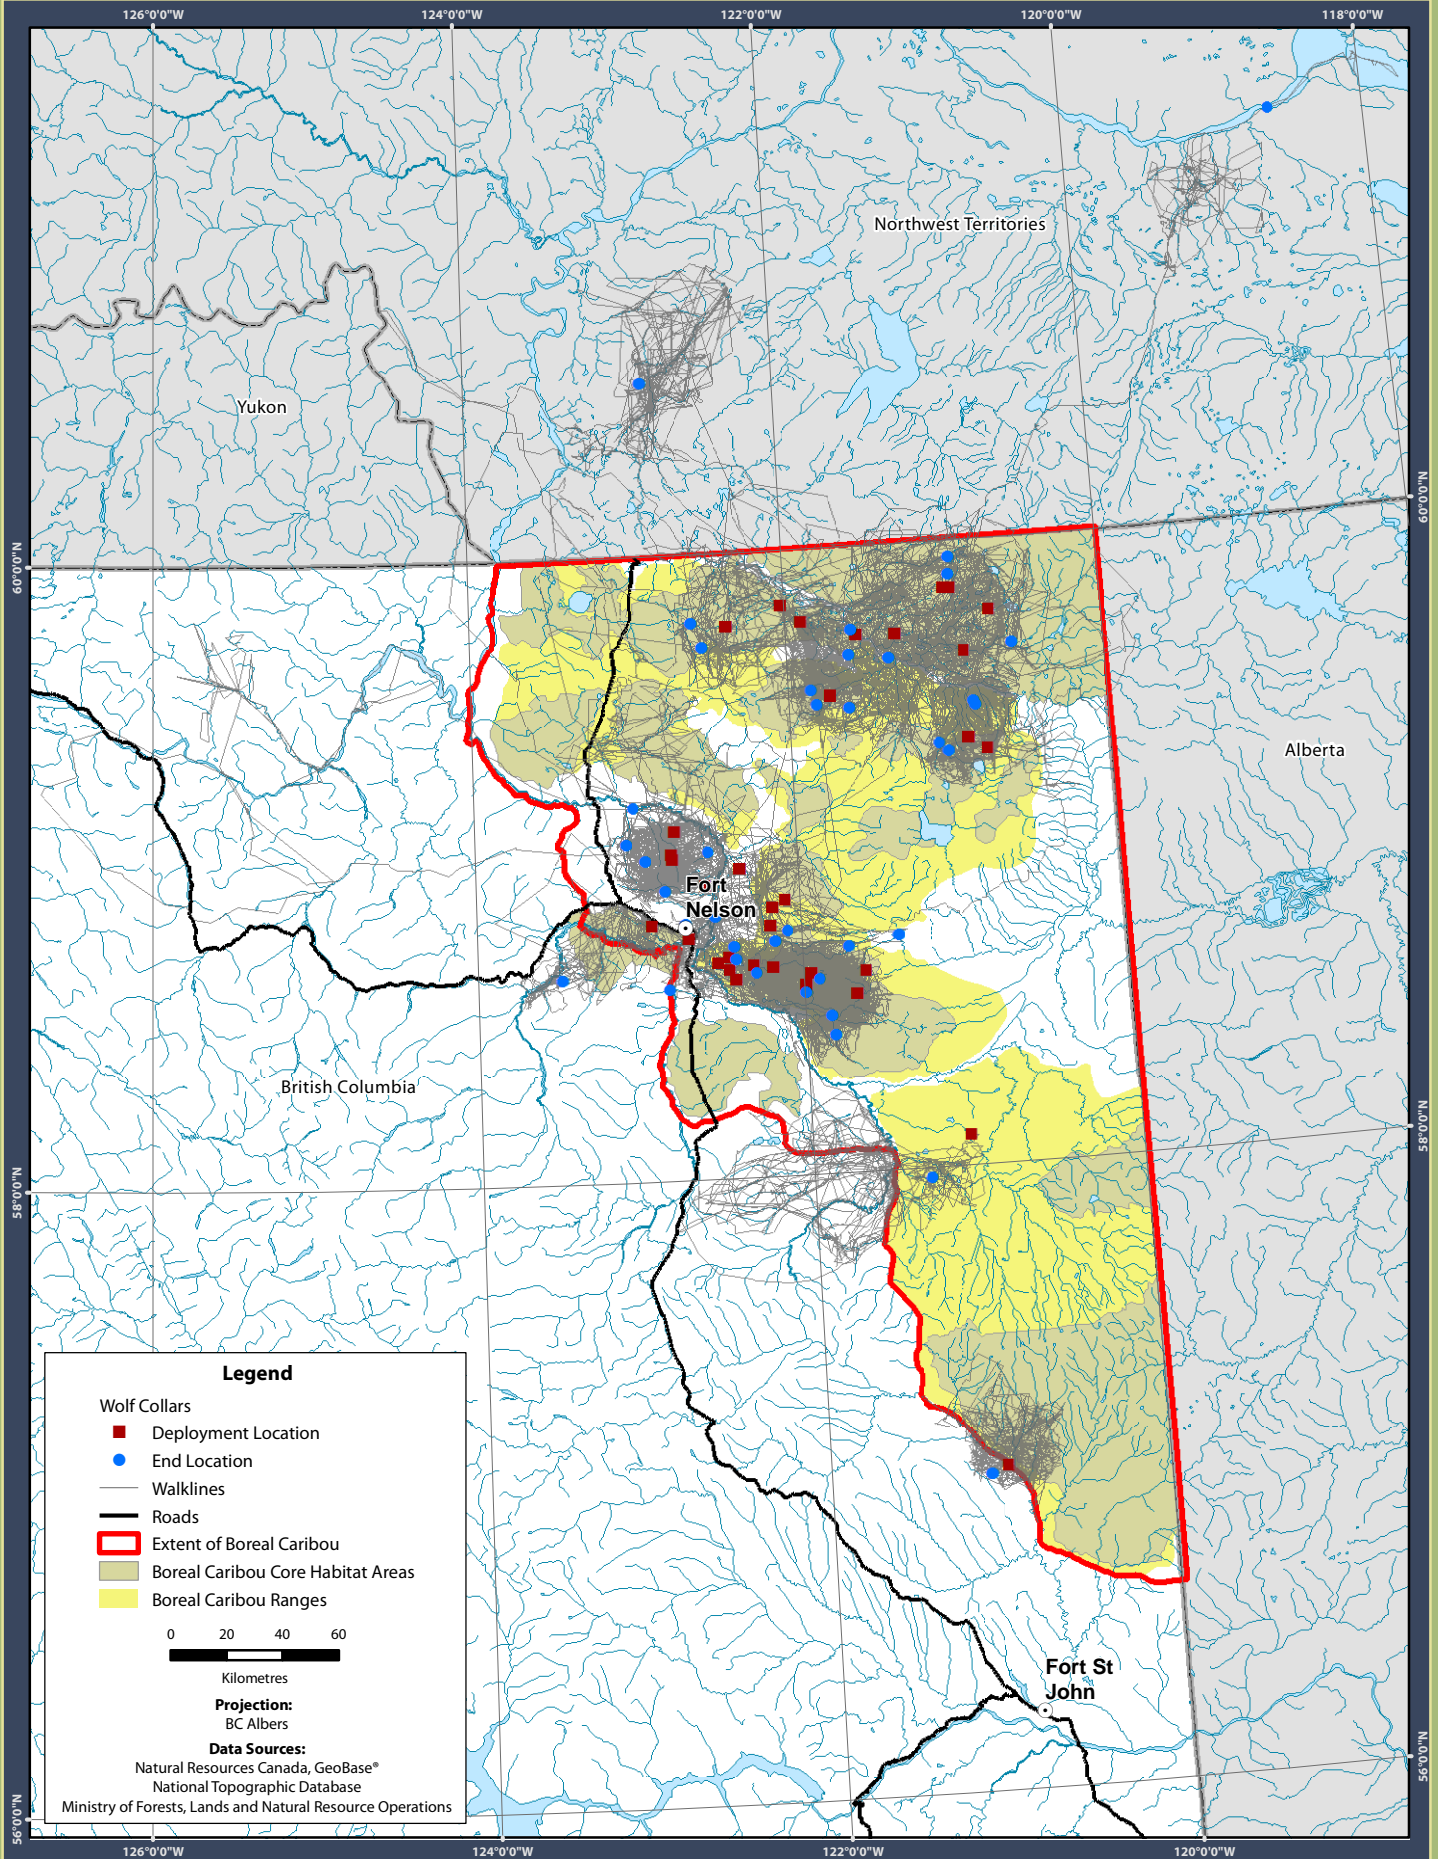 126°0'0"W
124°0'0"W
122°0'0"W
120°0'0"W
118°0'0"W
Northwest Territories
Yukon
60°0'0"N
60°0'0"N
Alberta
Fort
Nelson
British Columbia
58°0'0"N
58°0'0"N
Legend
Wolf Collars
Deployment Location
End Location
Walklines
Roads
Extent of Boreal Caribou
Boreal Caribou Core Habitat Areas
Boreal Caribou Ranges
0 20 40 60
Kilometres
Projection:
BC Albers
Data Sources:
Natural Resources Canada, GeoBase®
National Topographic Database
Ministry of Forests, Lands and Natural Resource Operations
Fort St
John
56°0'0"N
56°0'0"N
126°0'0"W
124°0'0"W
122°0'0"W
120°0'0"W